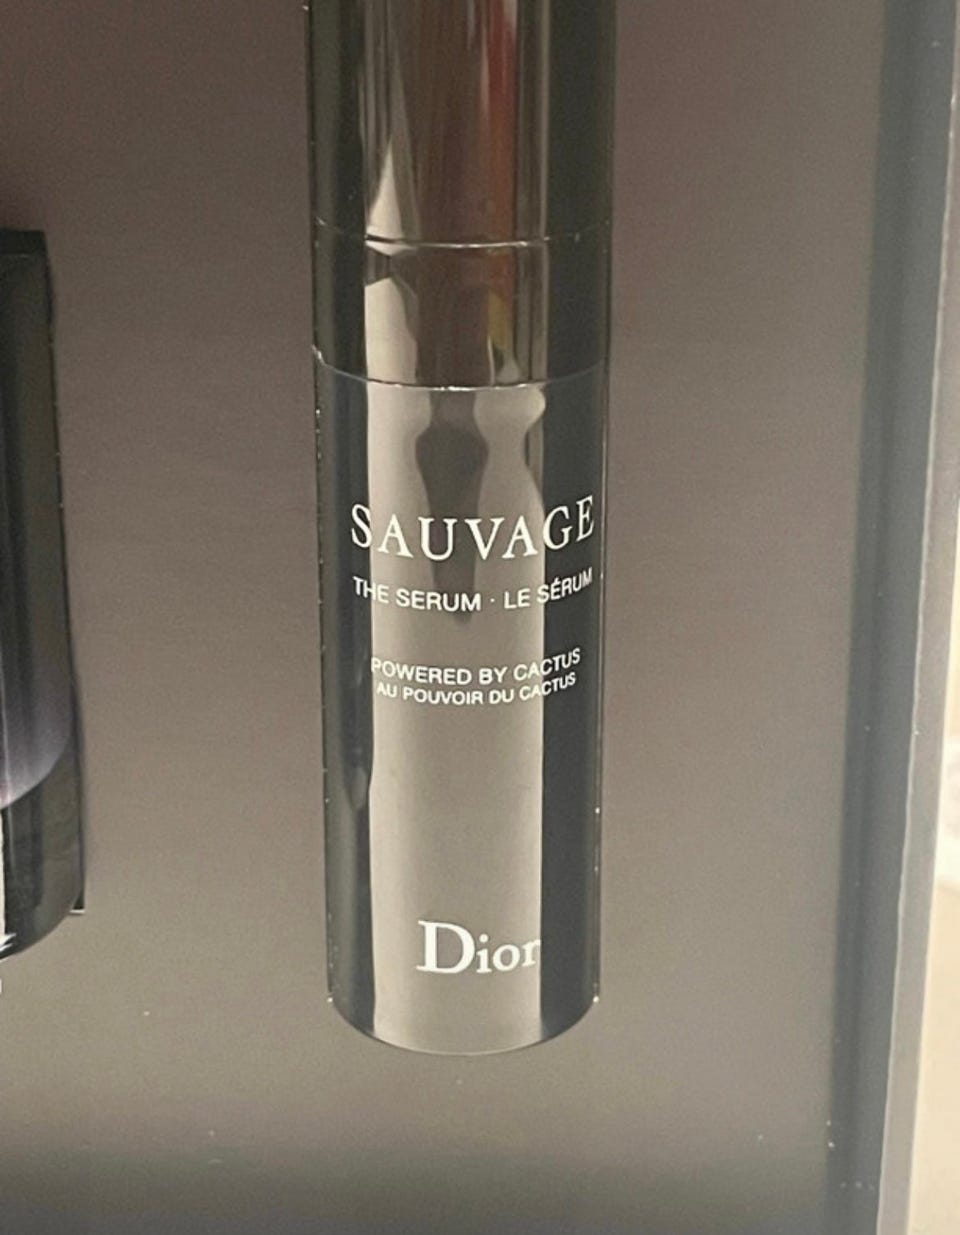 SAUVAGE
THE SERUM · LE SÉRUM
POWERED BY CACTUS
AU POUVOIR DU CACTUS
Dior